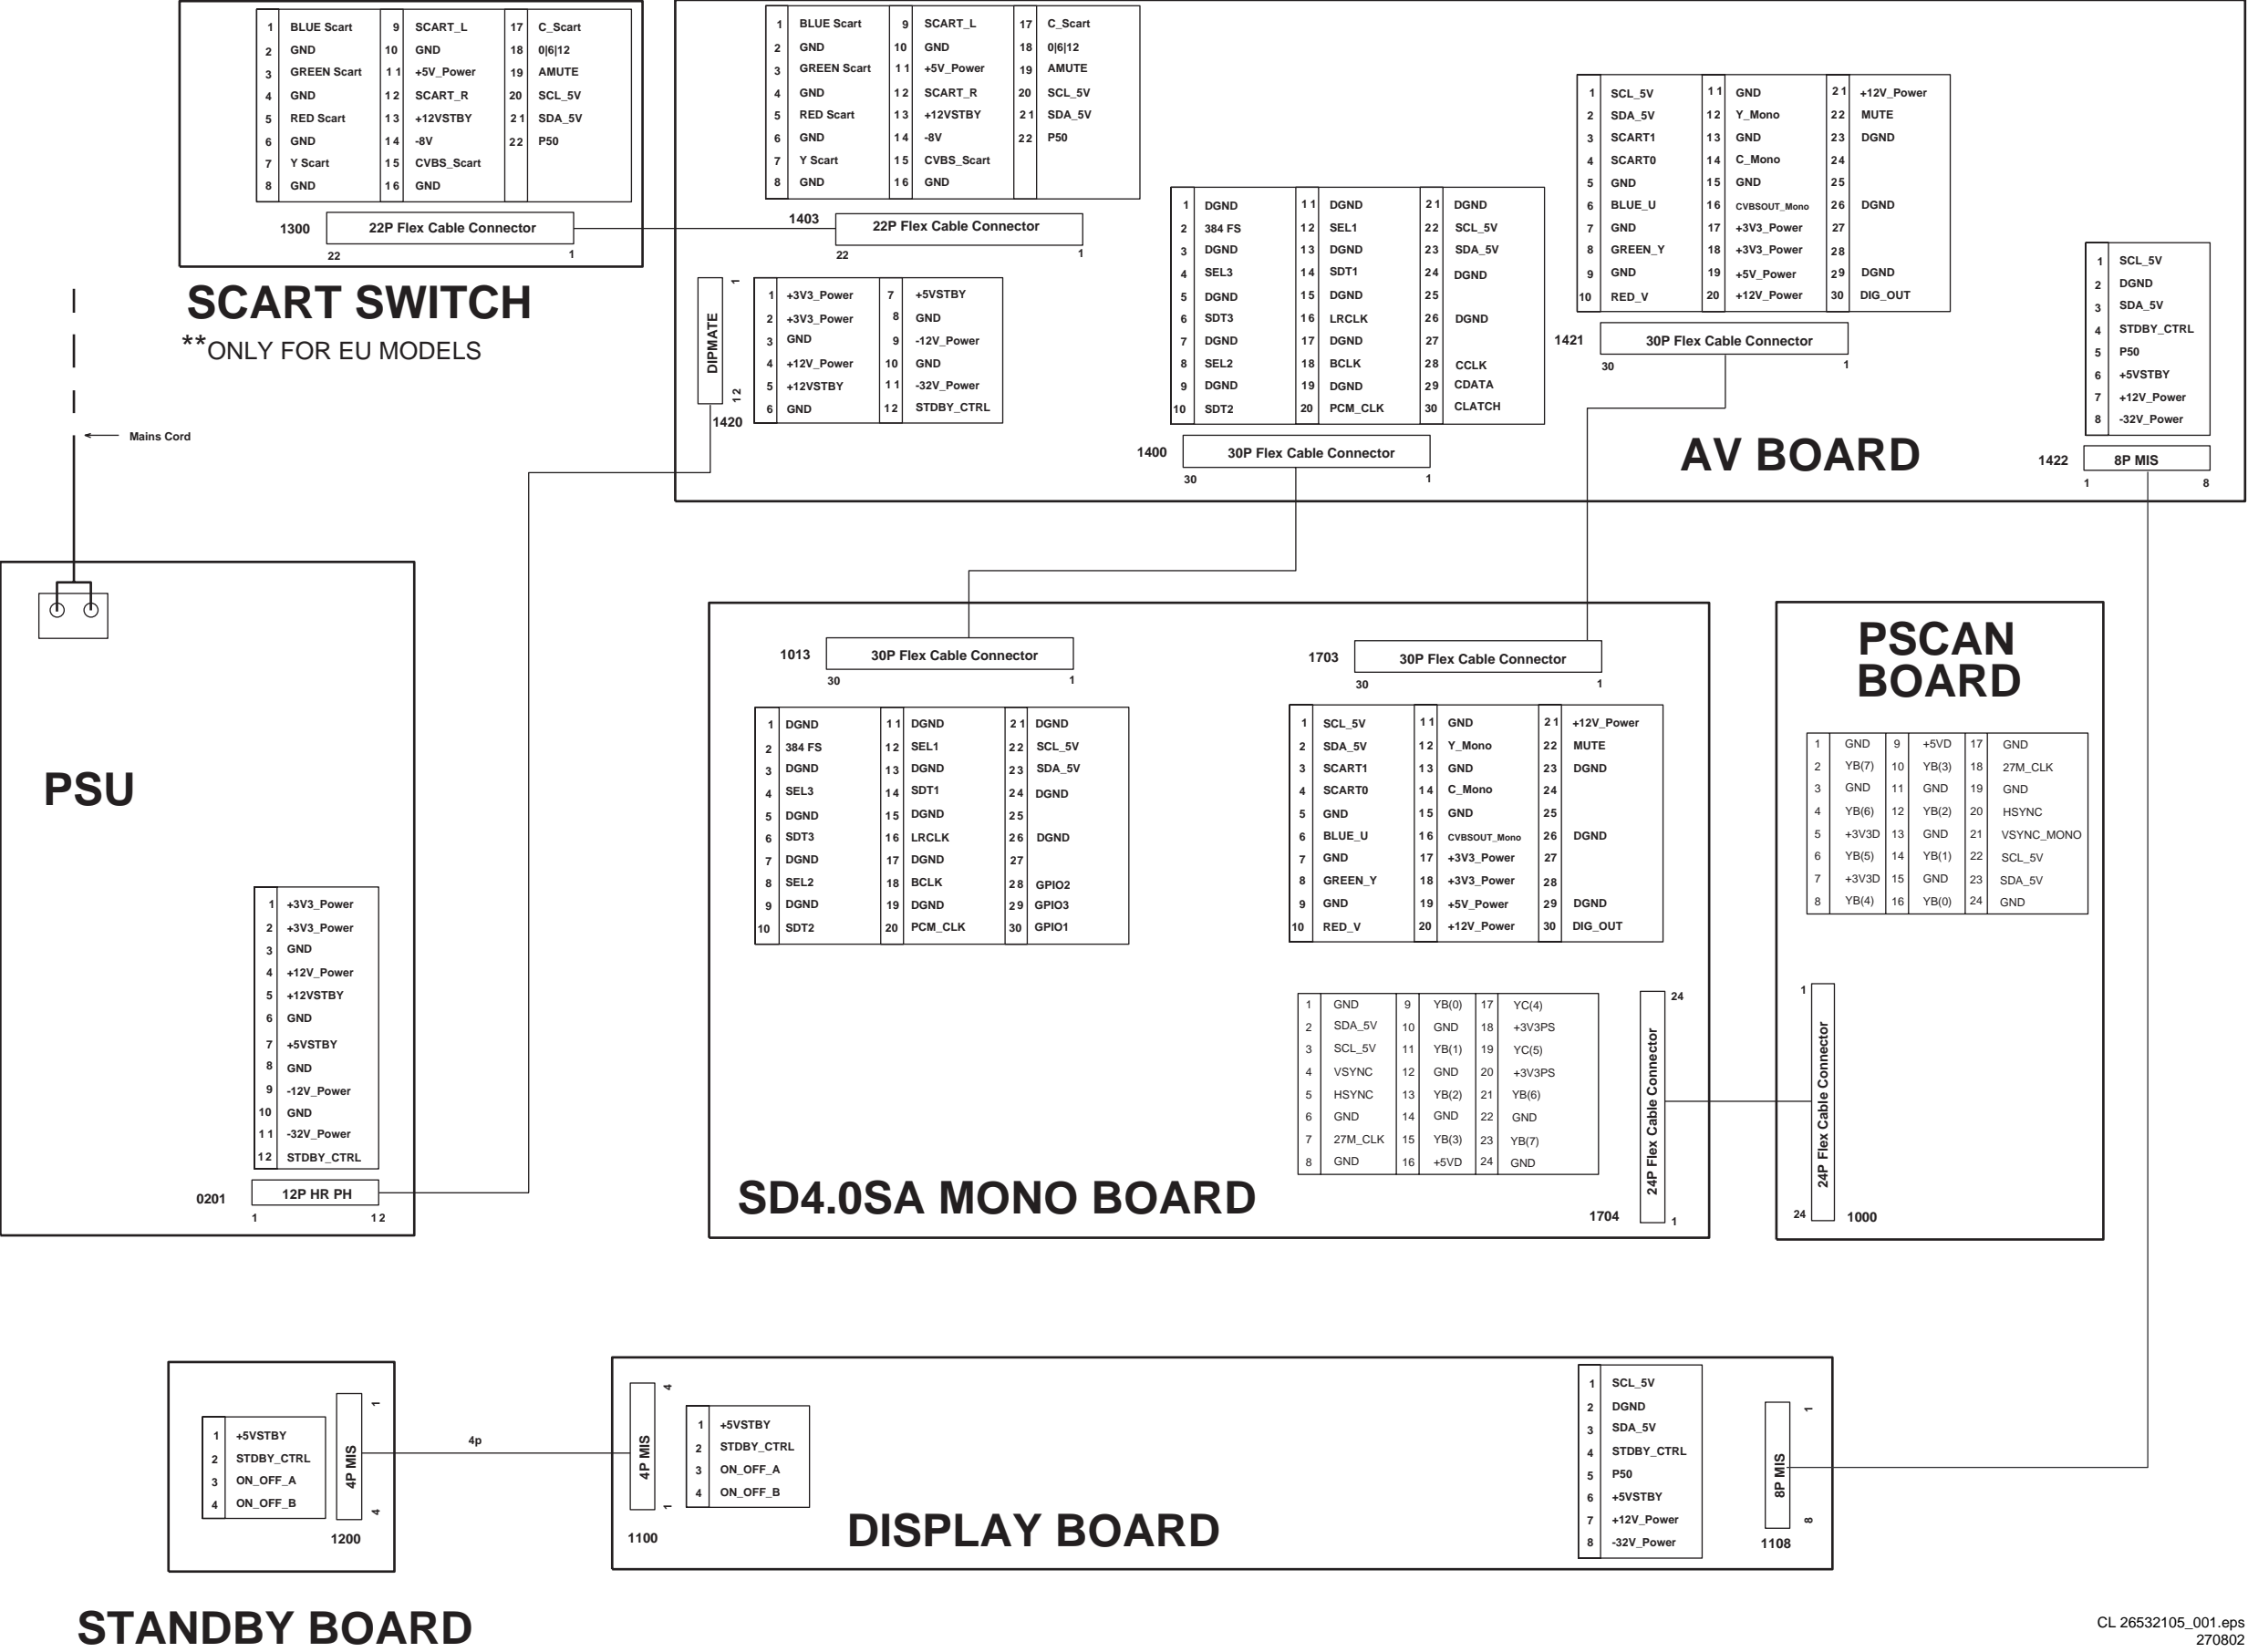 1 BLUE Scart 9 SCART_L 17 C_Scart
2 GND 10 GND 18 0|6|12
3 GREEN Scart 11 +5V_Power 19 AMUTE
4 GND 12 SCART_R 20 SCL_5V
5 RED Scart 13 +12VSTBY 21 SDA_5V
6 GND 14 -8V 22 P50
7 Y Scart 15 CVBS_Scart
8 GND 16 GND
1300 22P Flex Cable Connector
22 1
SCART SWITCH
**ONLY FOR EU MODELS
Mains Cord
1 BLUE Scart 9 SCART_L 17 C_Scart
2 GND 10 GND 18 0|6|12
3 GREEN Scart 11 +5V_Power 19 AMUTE
4 GND 12 SCART_R 20 SCL_5V
5 RED Scart 13 +12VSTBY 21 SDA_5V
6 GND 14 -8V 22 P50
7 Y Scart 15 CVBS_Scart
8 GND 16 GND
1403 22P Flex Cable Connector
22 1
DIPMATE
1
12
1420
1 +3V3_Power 7 +5VSTBY
2 +3V3_Power 8 GND
3 GND 9 -12V_Power
4 +12V_Power 10 GND
5 +12VSTBY 11 -32V_Power
6 GND 12 STDBY_CTRL
1 DGND 11 DGND 21 DGND
2 384 FS 12 SEL1 22 SCL_5V
3 DGND 13 DGND 23 SDA_5V
4 SEL3 14 SDT1 24 DGND
5 DGND 15 DGND 25
6 SDT3 16 LRCLK 26 DGND
7 DGND 17 DGND 27
8 SEL2 18 BCLK 28 CCLK
9 DGND 19 DGND 29 CDATA
10 SDT2 20 PCM_CLK 30 CLATCH
1400 30P Flex Cable Connector
30 1
1 SCL_5V 11 GND 21 +12V_Power
2 SDA_5V 12 Y_Mono 22 MUTE
3 SCART1 13 GND 23 DGND
4 SCART0 14 C_Mono 24
5 GND 15 GND 25
6 BLUE_U 16 CVBSOUT_Mono 26 DGND
7 GND 17 +3V3_Power 27
8 GREEN_Y 18 +3V3_Power 28
9 GND 19 +5V_Power 29 DGND
10 RED_V 20 +12V_Power 30 DIG_OUT
1421 30P Flex Cable Connector
30 1
1 SCL_5V
2 DGND
3 SDA_5V
4 STDBY_CTRL
5 P50
6 +5VSTBY
7 +12V_Power
8 -32V_Power
1422 8P MIS
1 8
AV BOARD
PSU
1 +3V3_Power
2 +3V3_Power
3 GND
4 +12V_Power
5 +12VSTBY
6 GND
7 +5VSTBY
8 GND
9 -12V_Power
10 GND
11 -32V_Power
12 STDBY_CTRL
0201 12P HR PH
1 12
1013 30P Flex Cable Connector
30 1
1 DGND 11 DGND 21 DGND
2 384 FS 12 SEL1 22 SCL_5V
3 DGND 13 DGND 23 SDA_5V
4 SEL3 14 SDT1 24 DGND
5 DGND 15 DGND 25
6 SDT3 16 LRCLK 26 DGND
7 DGND 17 DGND 27
8 SEL2 18 BCLK 28 GPIO2
9 DGND 19 DGND 29 GPIO3
10 SDT2 20 PCM_CLK 30 GPIO1
1703 30P Flex Cable Connector
30 1
1 SCL_5V 11 GND 21 +12V_Power
2 SDA_5V 12 Y_Mono 22 MUTE
3 SCART1 13 GND 23 DGND
4 SCART0 14 C_Mono 24
5 GND 15 GND 25
6 BLUE_U 16 CVBSOUT_Mono 26 DGND
7 GND 17 +3V3_Power 27
8 GREEN_Y 18 +3V3_Power 28
9 GND 19 +5V_Power 29 DGND
10 RED_V 20 +12V_Power 30 DIG_OUT
1 GND 9 YB(0) 17 YC(4)
2 SDA_5V 10 GND 18 +3V3PS
3 SCL_5V 11 YB(1) 19 YC(5)
4 VSYNC 12 GND 20 +3V3PS
5 HSYNC 13 YB(2) 21 YB(6)
6 GND 14 GND 22 GND
7 27M_CLK 15 YB(3) 23 YB(7)
8 GND 16 +5VD 24 GND
24
24P Flex Cable Connector
1704 1
SD4.0SA MONO BOARD
PSCAN
BOARD
1 GND 9 +5VD 17 GND
2 YB(7) 10 YB(3) 18 27M_CLK
3 GND 11 GND 19 GND
4 YB(6) 12 YB(2) 20 HSYNC
5 +3V3D 13 GND 21 VSYNC_MONO
6 YB(5) 14 YB(1) 22 SCL_5V
7 +3V3D 15 GND 23 SDA_5V
8 YB(4) 16 YB(0) 24 GND
1
24P Flex Cable Connector
24 1000
1 +5VSTBY
2 STDBY_CTRL
3 ON_OFF_A
4 ON_OFF_B
4P MIS
1
4
1200
STANDBY BOARD
4p
4
4P MIS
1
1100
1 +5VSTBY
2 STDBY_CTRL
3 ON_OFF_A
4 ON_OFF_B
DISPLAY BOARD
1 SCL_5V
2 DGND
3 SDA_5V
4 STDBY_CTRL
5 P50
6 +5VSTBY
7 +12V_Power
8 -32V_Power
8P MIS
1
8
1108
CL 26532105_001.eps
270802